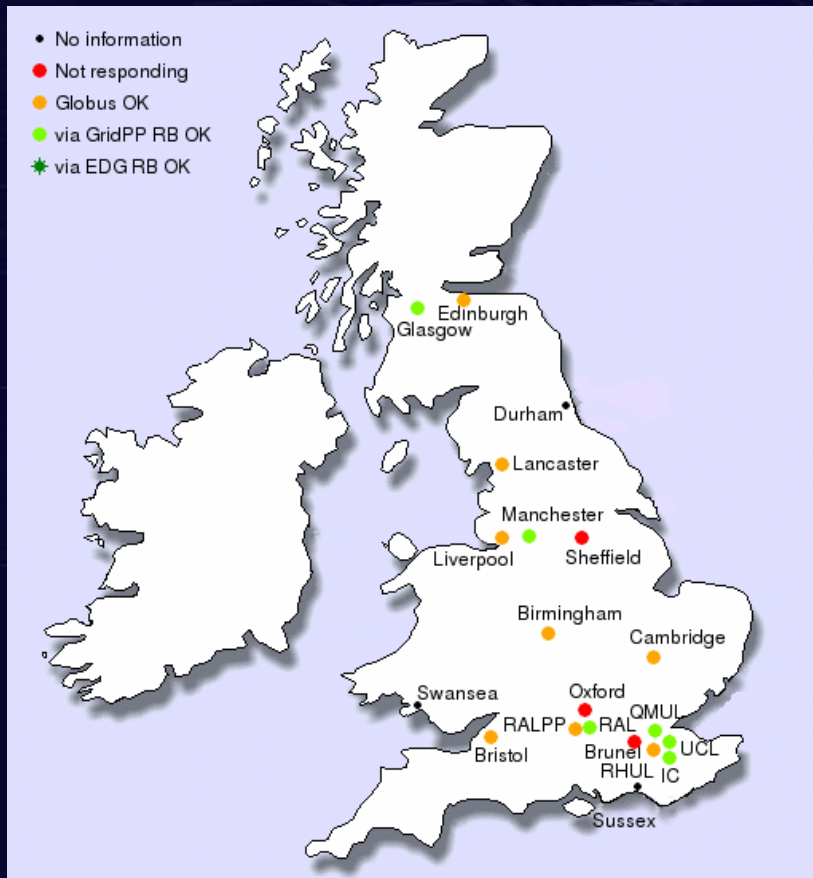 No information
Not responding
Globus OK
via GridPP RB OK
via EDG RB OK
Edinburgh
Glasgow
Durham
Lancaster
Manchester
Liverpool
Sheffield
Birmingham
Cambridge
Swansea
Oxford
RALPP
RAL
QMUL
Bristol
Brunel
UCL
RHUL
IC
Sussex